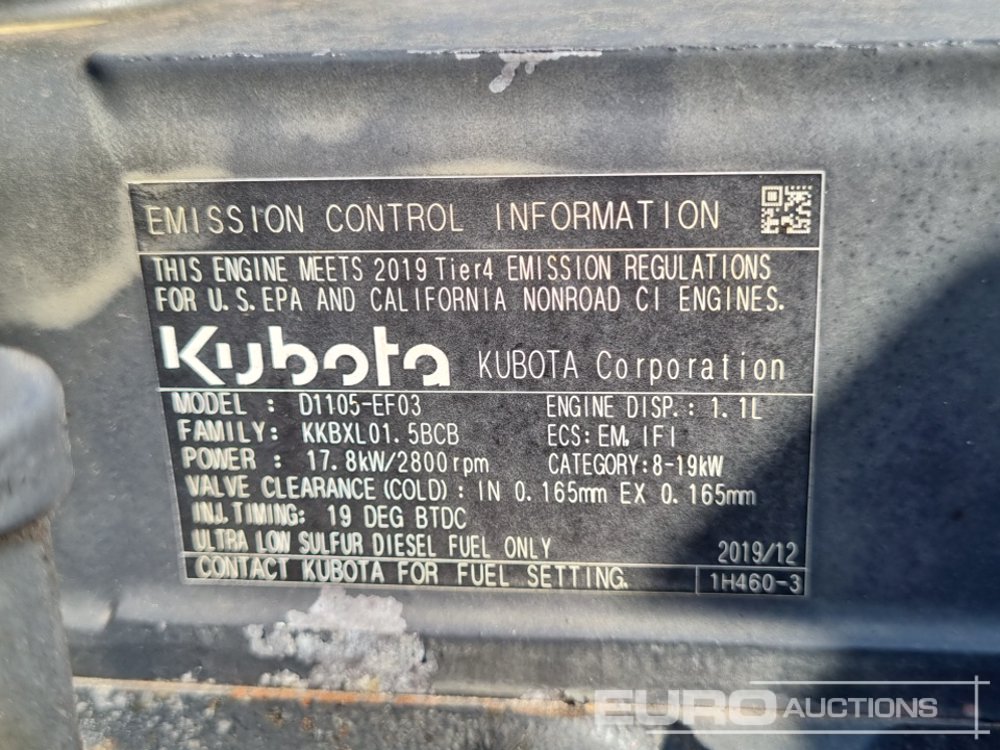 EMISSION CONTROL INFORMATION
THIS ENGINE MEETS 2019 Tier4 EMISSION REGULATIONS
FOR U.S.EPA AND CALIFORNIA NONROAD CI ENGINES.
Kubota KUBOTA Corporation
MODEL : D1105-EF03 ENGINE DISP.: 1.1L
FAMILY: KKBXL01.5BCB ECS: EM, IFI
POWER : 17.8kW/2800rpm CATEGORY:8-19kW
VALVE CLEARANCE(COLD): IN 0.165mm EX 0.165mm
INJ.TIMING: 19 DEG BTDC
ULTRA LOW SULFUR DIESEL FUEL ONLY 2019/12
CONTACT KUBOTA FOR FUEL SETTING. 1H460-3
EURO AUCTIONS